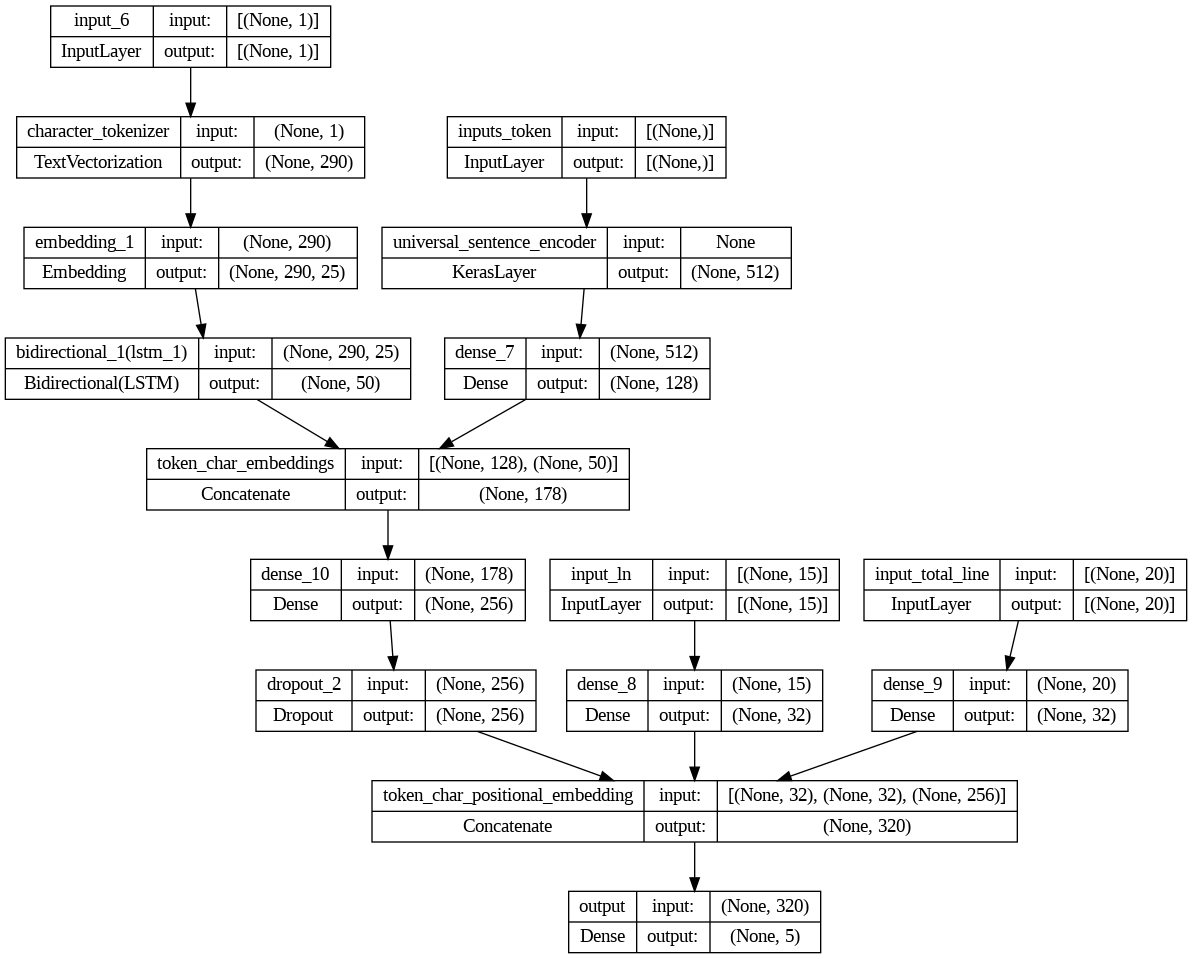 input_6 input: [(None, 1)]
InputLayer output: [(None, 1)]
character_tokenizer input: (None, 1)
TextVectorization output: (None, 290)
inputs_token input: [(None,)]
InputLayer output: [(None,)]
embedding_1 input: (None, 290)
Embedding output: (None, 290, 25)
universal_sentence_encoder input: None
KerasLayer output: (None, 512)
bidirectional_1(lstm_1) input: (None, 290, 25)
Bidirectional(LSTM) output: (None, 50)
dense_7 input: (None, 512)
Dense output: (None, 128)
token_char_embeddings input: [(None, 128), (None, 50)]
Concatenate output: (None, 178)
dense_10 input: (None, 178)
Dense output: (None, 256)
input_ln input: [(None, 15)]
InputLayer output: [(None, 15)]
input_total_line input: [(None, 20)]
InputLayer output: [(None, 20)]
dropout_2 input: (None, 256)
Dropout output: (None, 256)
dense_8 input: (None, 15)
Dense output: (None, 32)
dense_9 input: (None, 20)
Dense output: (None, 32)
token_char_positional_embedding input: [(None, 32), (None, 32), (None, 256)]
Concatenate output: (None, 320)
output input: (None, 320)
Dense output: (None, 5)